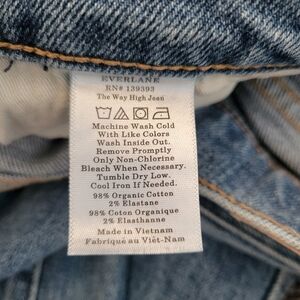 EVERLANE
RN# 139393
The Way High Jean
Machine Wash Cold
With Like Colors
Wash Inside Out.
Remove Promptly
Only Non-Chlorine
Bleach When Necessary.
Tumble Dry Low.
Cool Iron If Needed.
98% Organic Cotton
2% Elastane
98% Coton Organique
2% Elasthanne
Made in Vietnam
Fabriqué au Viêt-Nam